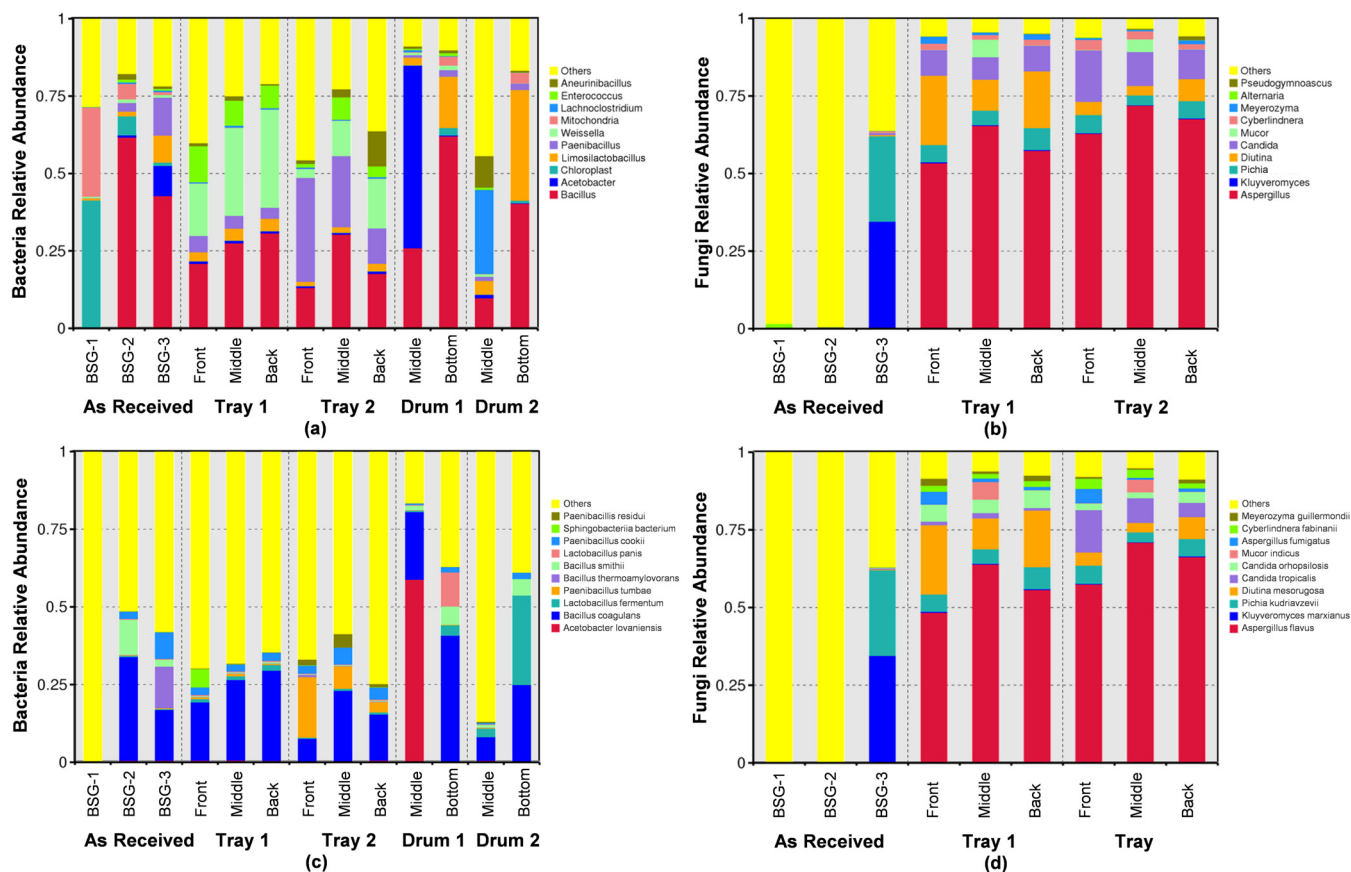 1
0.75
0.5
0.25
0
Bacteria Relative Abundance
Others
Aneurinibacillus
Enterococcus
Lachnoclostridium
Mitochondria
Weissella
Paenibacillus
Limosilactobacillus
Chloroplast
Acetobacter
Bacillus
BSG-1
BSG-2
BSG-3
Front
Middle
Back
Front
Middle
Back
Middle
Bottom
Middle
Bottom
As Received Tray 1 Tray 2 Drum 1 Drum 2
(a)
1
0.75
0.5
0.25
0
Fungi Relative Abundance
Others
Pseudogymnoascus
Alternaria
Meyerozyma
Cyberlindnera
Mucor
Candida
Diutina
Pichia
Kluyveromyces
Aspergillus
BSG-1
BSG-2
BSG-3
Front
Middle
Back
Front
Middle
Back
As Received Tray 1 Tray 2
(b)
1
0.75
0.5
0.25
0
Bacteria Relative Abundance
Others
Paenibacillis residui
Sphingobacteriia bacterium
Paenibacillus cookii
Lactobacillus panis
Bacillus smithii
Bacillus thermoamylovorans
Paenibacillus tumbae
Lactobacillus fermentum
Bacillus coagulans
Acetobacter lovaniensis
BSG-1
BSG-2
BSG-3
Front
Middle
Back
Front
Middle
Back
Middle
Bottom
Middle
Bottom
As Received Tray 1 Tray 2 Drum 1 Drum 2
(c)
1
0.75
0.5
0.25
0
Fungi Relative Abundance
Others
Meyerozyma guillermondii
Cyberlindnera fabinanii
Aspergillus fumigatus
Mucor indicus
Candida orhopsilosis
Candida tropicalis
Diutina mesorugosa
Pichia kudriavzevii
Kluyveromyces marxianus
Aspergillus flavus
BSG-1
BSG-2
BSG-3
Front
Middle
Back
Front
Middle
Back
As Received Tray 1 Tray
(d)